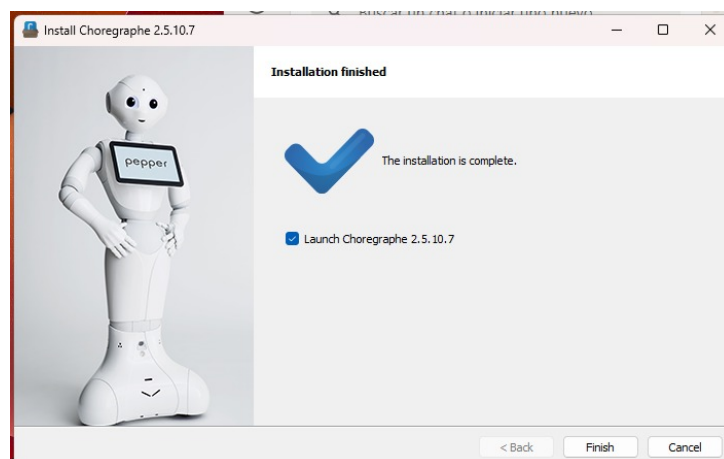 Install Choregraphe 2.5.10.7
Installation finished
pepper
The installation is complete.
Launch Choregraphe 2.5.10.7
< Back
Finish
Cancel